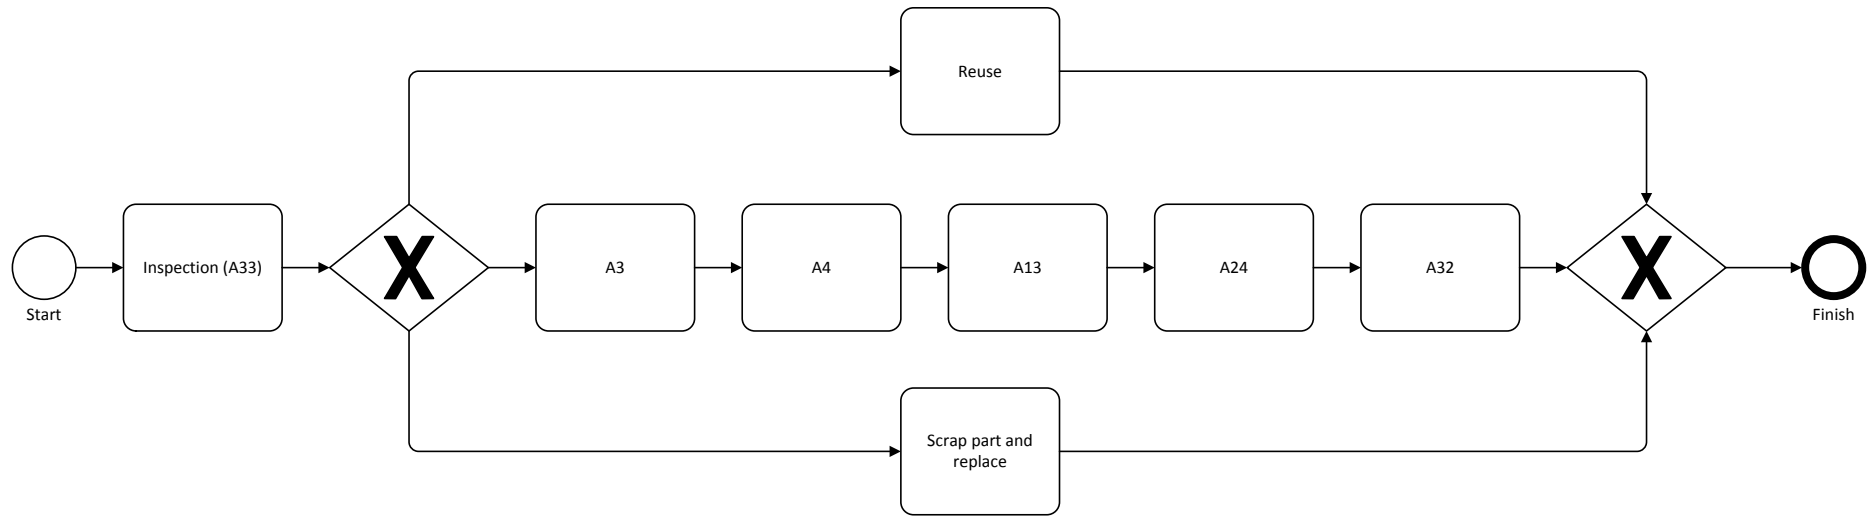 Reuse
Start
Inspection (A33)
X
A3
A4
A13
A24
A32
X
Finish
Scrap part and
replace